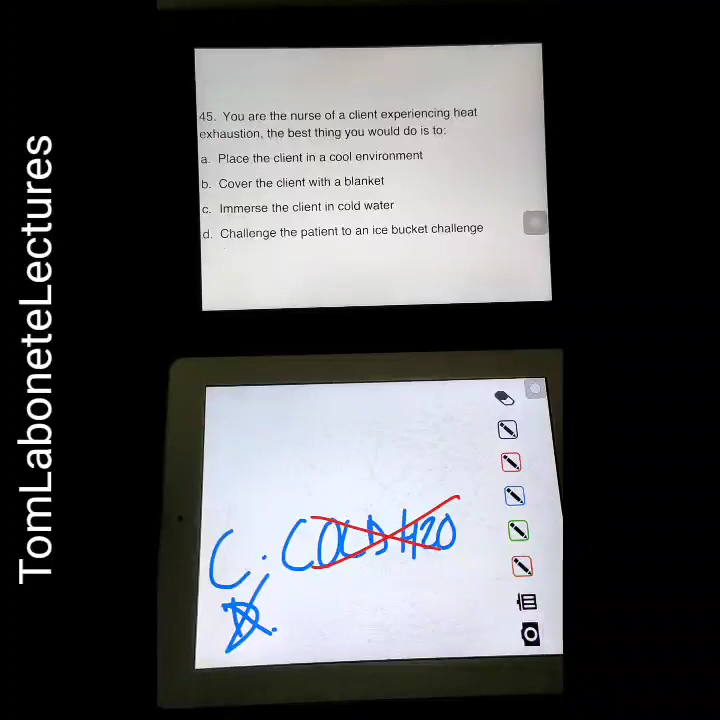 TomLaboneteLectures
45. You are the nurse of a client experiencing heat
exhaustion, the best thing you would do is to:
a. Place the client in a cool environment
b. Cover the client with a blanket
c. Immerse the client in cold water
d. Challenge the patient to an ice bucket challenge
C. COLD H20
D.